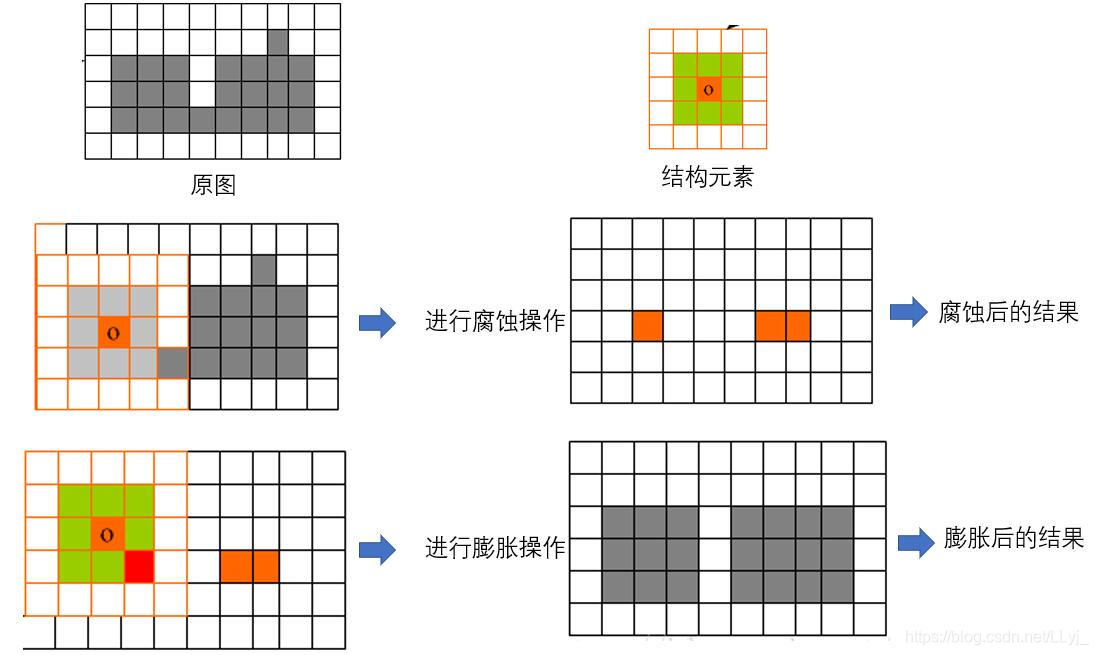 o
原图
结构元素
o
进行腐蚀操作
腐蚀后的结果
o
进行膨胀操作
膨胀后的结果
https://blog.csdn.net/LLyj_